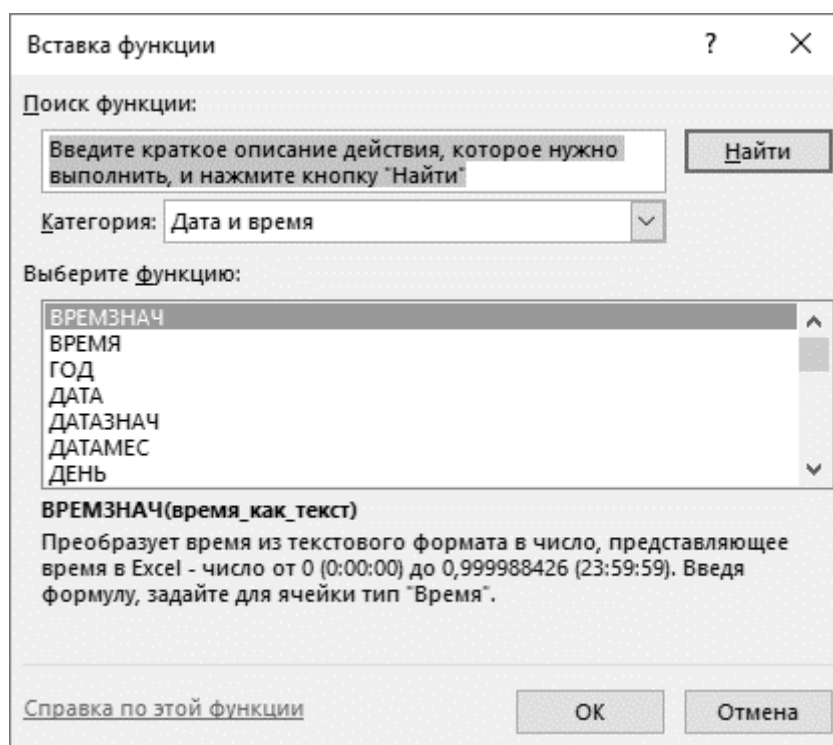 Вставка функции
Поиск функции:
Введите краткое описание действия, которое нужно
выполнить, и нажмите кнопку "Найти"
Найти
Категория: Дата и время
Выберите функцию:
ВРЕМЗНАЧ
ВРЕМЯ
ГОД
ДАТА
ДАТАЗНАЧ
ДАТАМЕС
ДЕНЬ
ВРЕМЗНАЧ(время_как_текст)
Преобразует время из текстового формата в число, представляющее
время в Excel - число от 0 (0:00:00) до 0,999988426 (23:59:59). Введя
формулу, задайте для ячейки тип "Время".
Справка по этой функции
ОК
Отмена